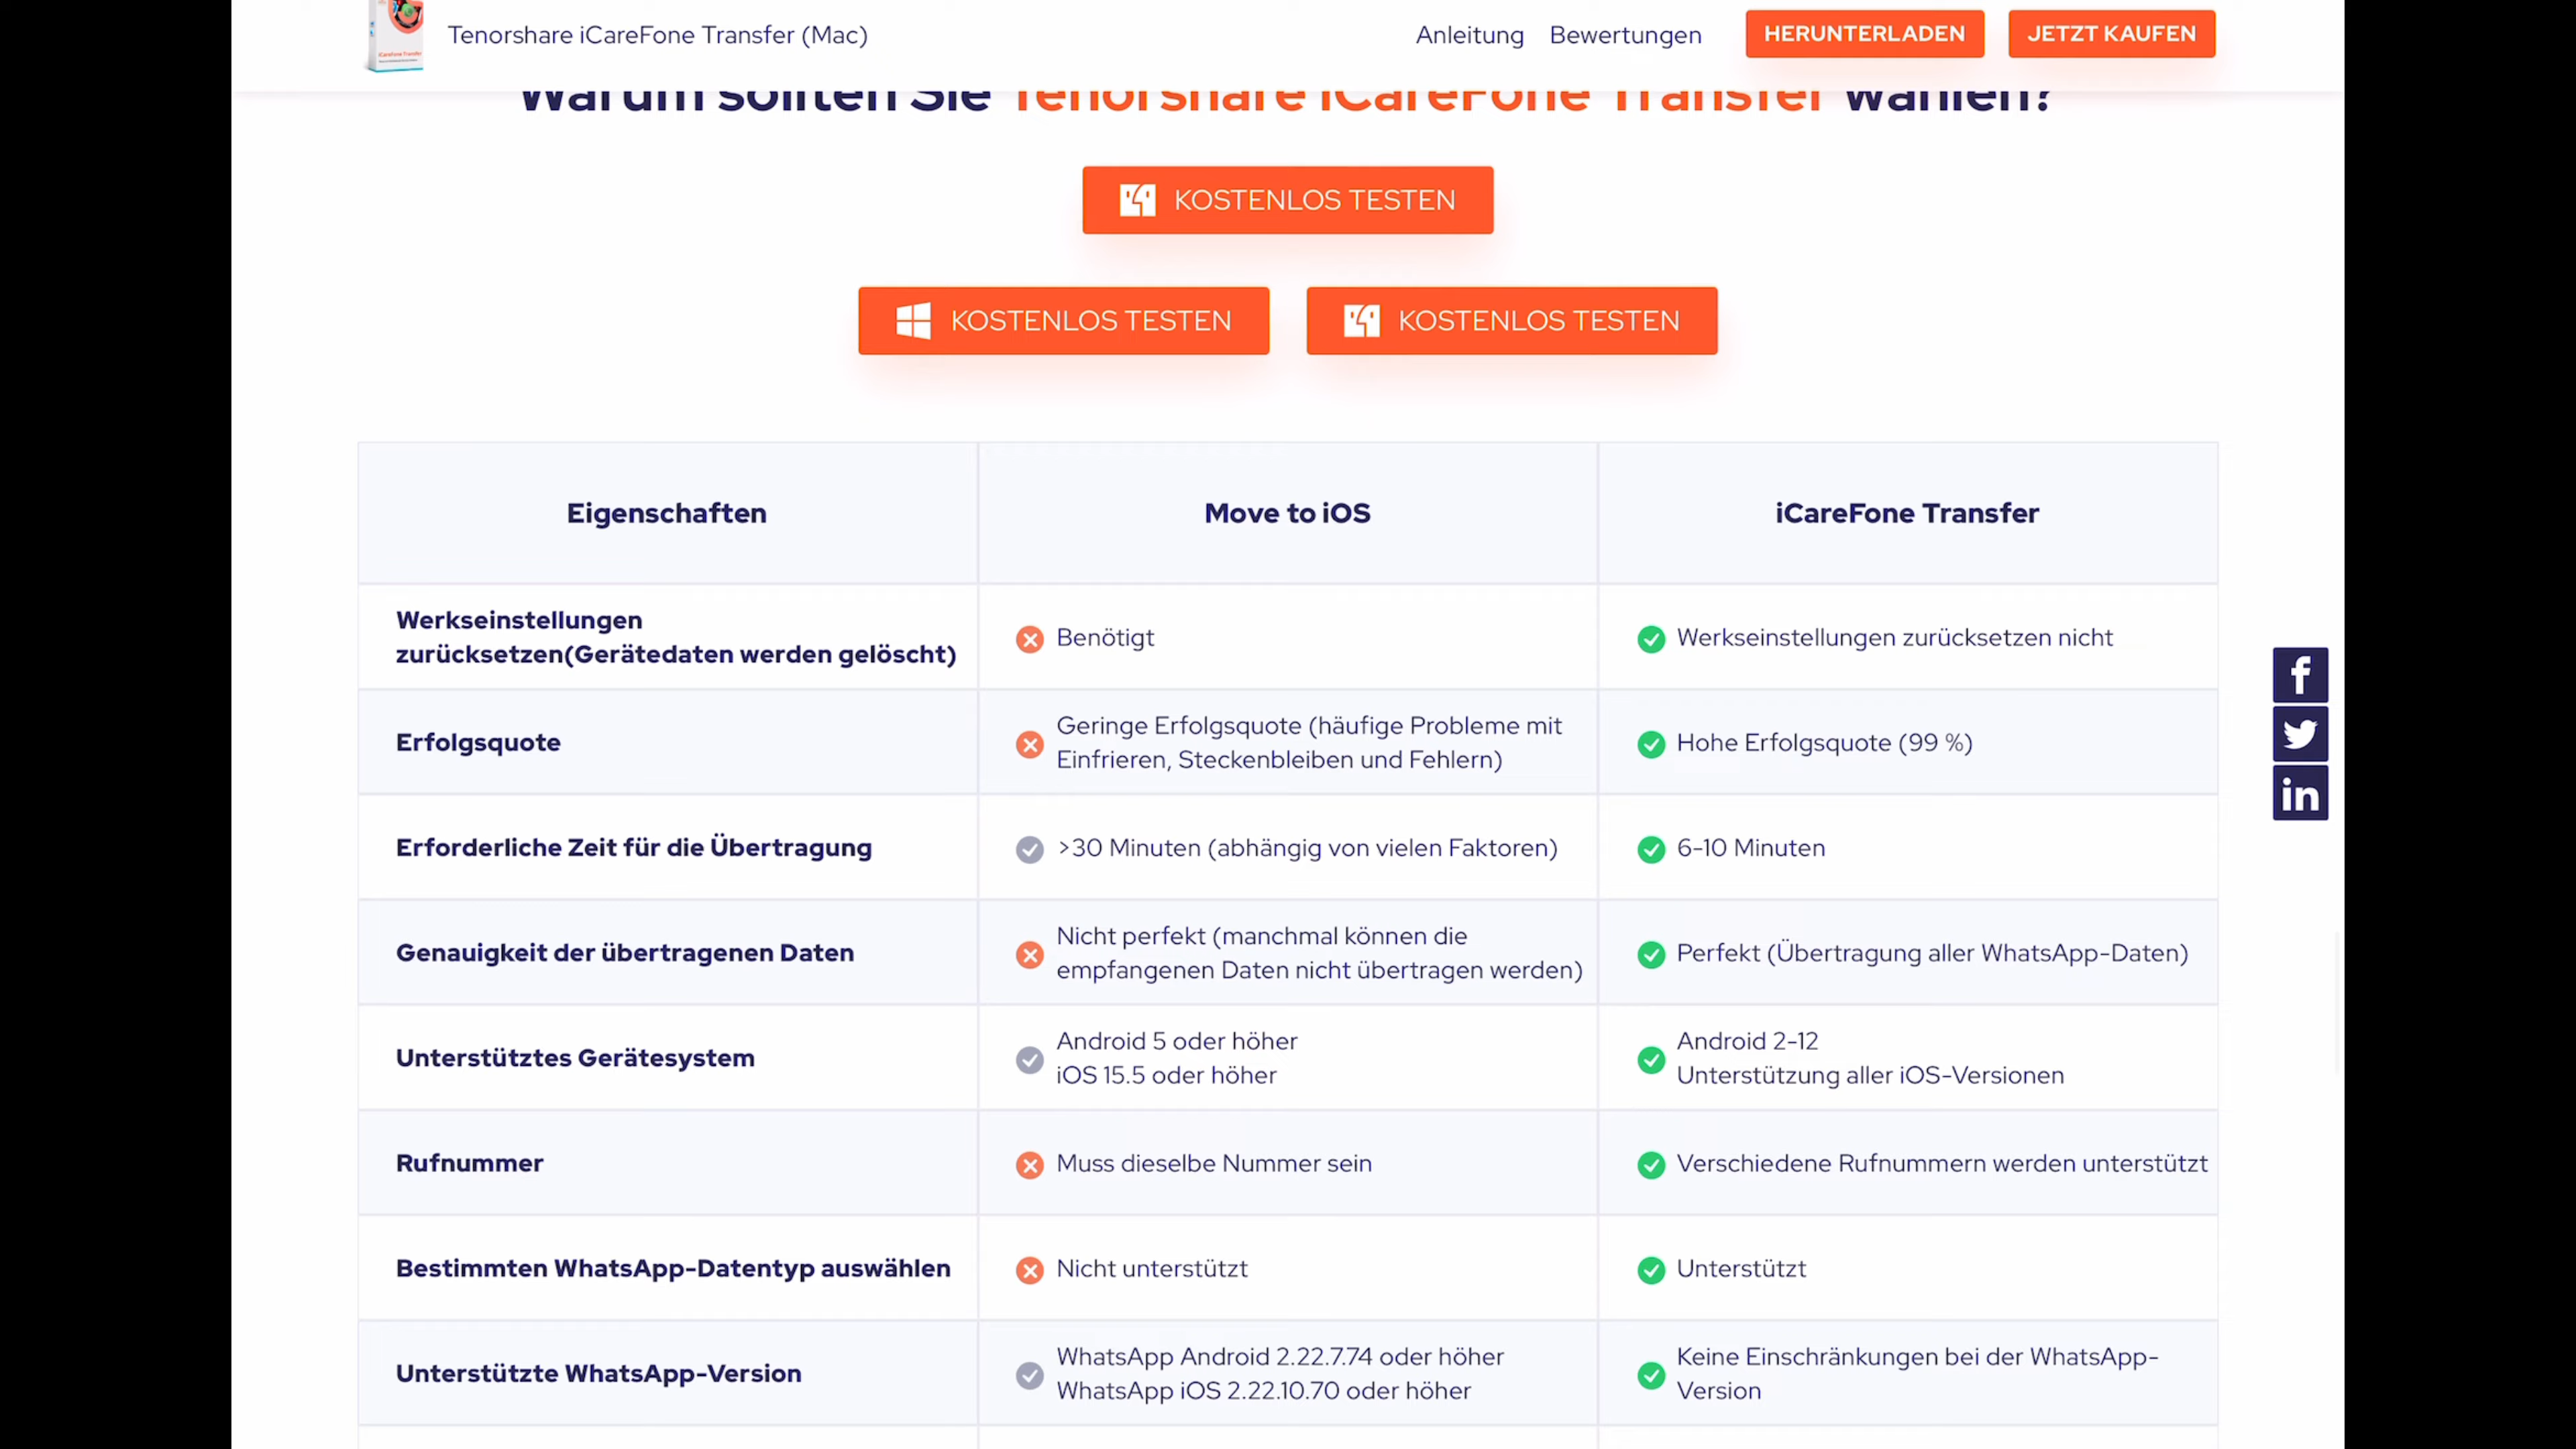 Tenorshare iCareFone Transfer (Mac)
Anleitung
Bewertungen
HERUNTERLADEN
JETZT KAUFEN
Warum sollten Sie Tenorshare iCareFone Transfer wählen?
KOSTENLOS TESTEN
KOSTENLOS TESTEN
KOSTENLOS TESTEN
Eigenschaften
Move to iOS
iCareFone Transfer
Werkseinstellungen
zurücksetzen(Gerätedaten werden gelöscht)
Benötigt
Werkseinstellungen zurücksetzen nicht
Erfolgsquote
Geringe Erfolgsquote (häufige Probleme mit
Einfrieren, Steckenbleiben und Fehlern)
Hohe Erfolgsquote (99 %)
Erforderliche Zeit für die Übertragung
>30 Minuten (abhängig von vielen Faktoren)
6-10 Minuten
Genauigkeit der übertragenen Daten
Nicht perfekt (manchmal können die
empfangenen Daten nicht übertragen werden)
Perfekt (Übertragung aller WhatsApp-Daten)
Unterstütztes Gerätesystem
Android 5 oder höher
iOS 15.5 oder höher
Android 2-12
Unterstützung aller iOS-Versionen
Rufnummer
Muss dieselbe Nummer sein
Verschiedene Rufnummern werden unterstützt
Bestimmten WhatsApp-Datentyp auswählen
Nicht unterstützt
Unterstützt
Unterstützte WhatsApp-Version
WhatsApp Android 2.22.7.74 oder höher
WhatsApp iOS 2.22.10.70 oder höher
Keine Einschränkungen bei der WhatsApp-
Version